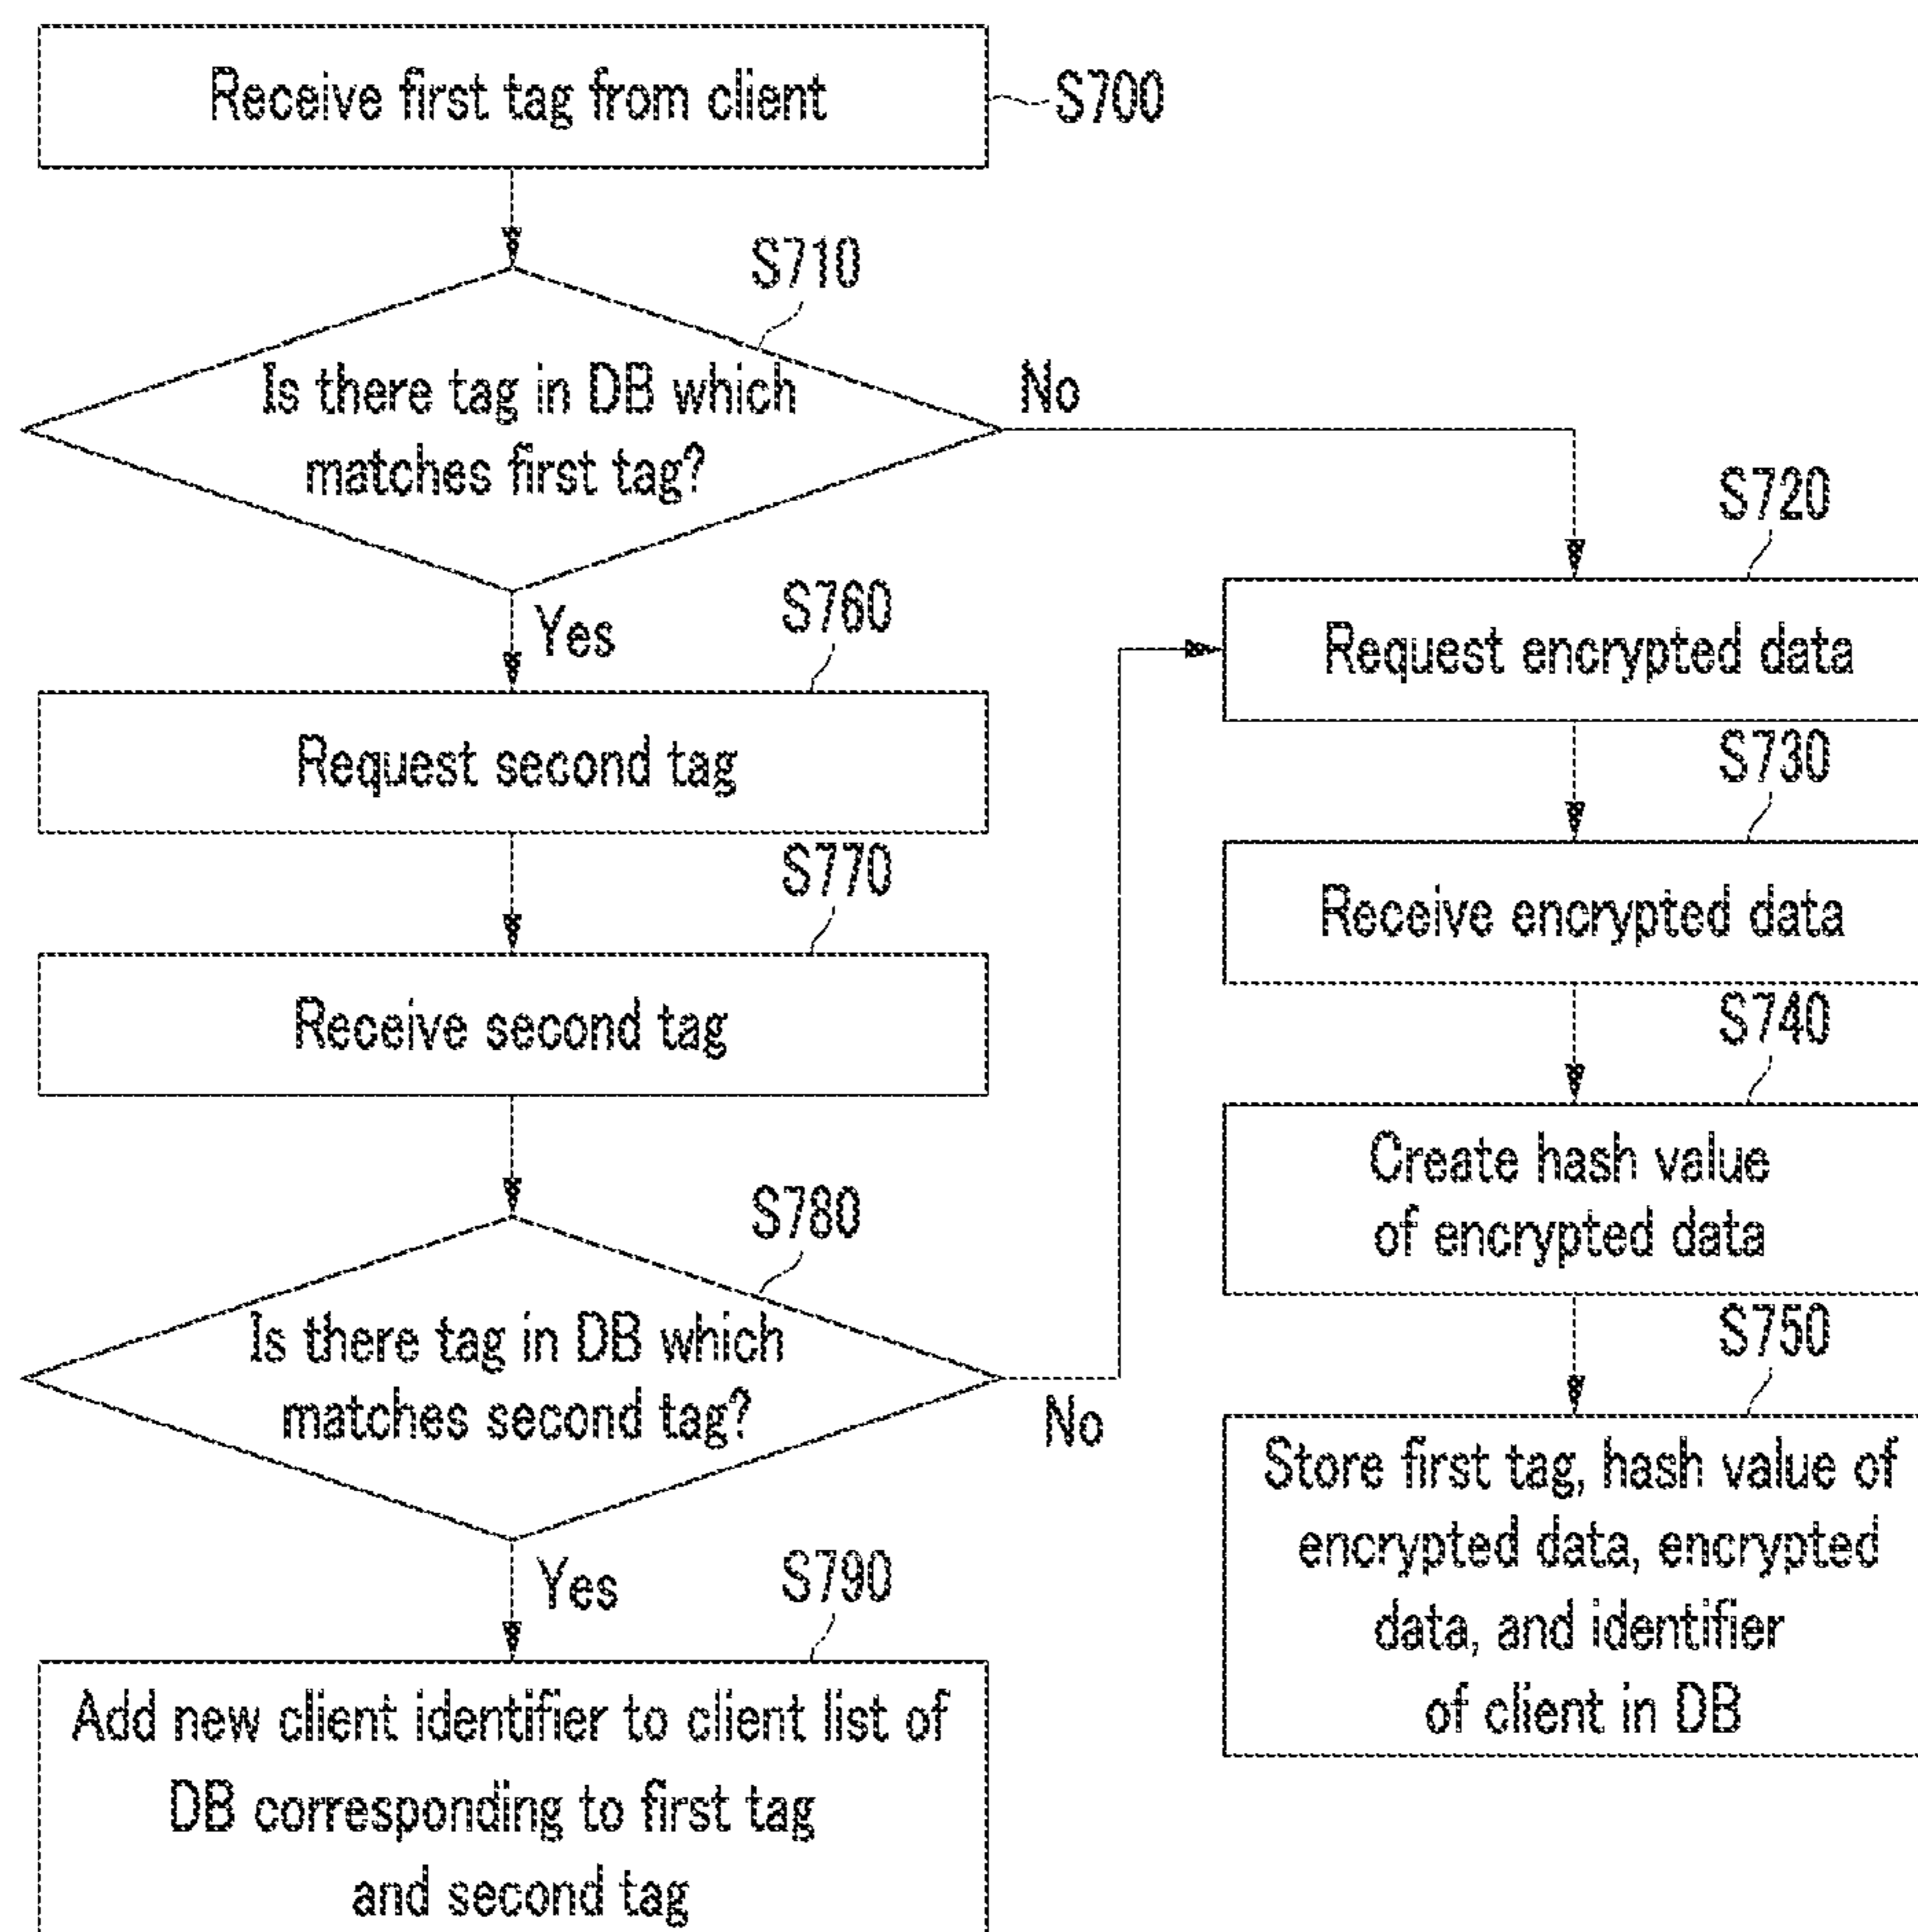 Receive first tag from client
S700
S710
Is there tag in DB which
matches first tag?
No
Yes
S760
Request second tag
S770
Receive second tag
S780
Is there tag in DB which
matches second tag?
No
Yes
S790
Add new client identifier to client list of
DB corresponding to first tag
and second tag
S720
Request encrypted data
S730
Receive encrypted data
S740
Create hash value
of encrypted data
S750
Store first tag, hash value of
encrypted data, encrypted
data, and identifier
of client in DB